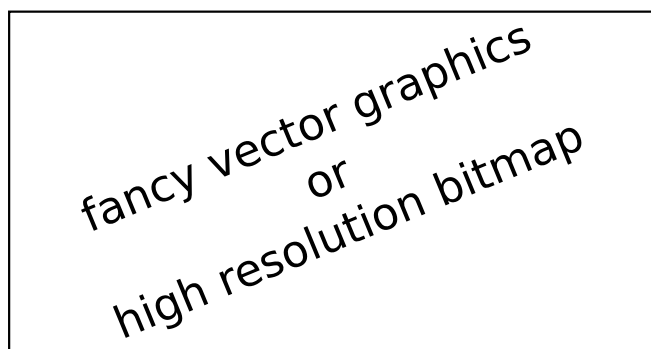 fancy vector graphics
or
high resolution bitmap